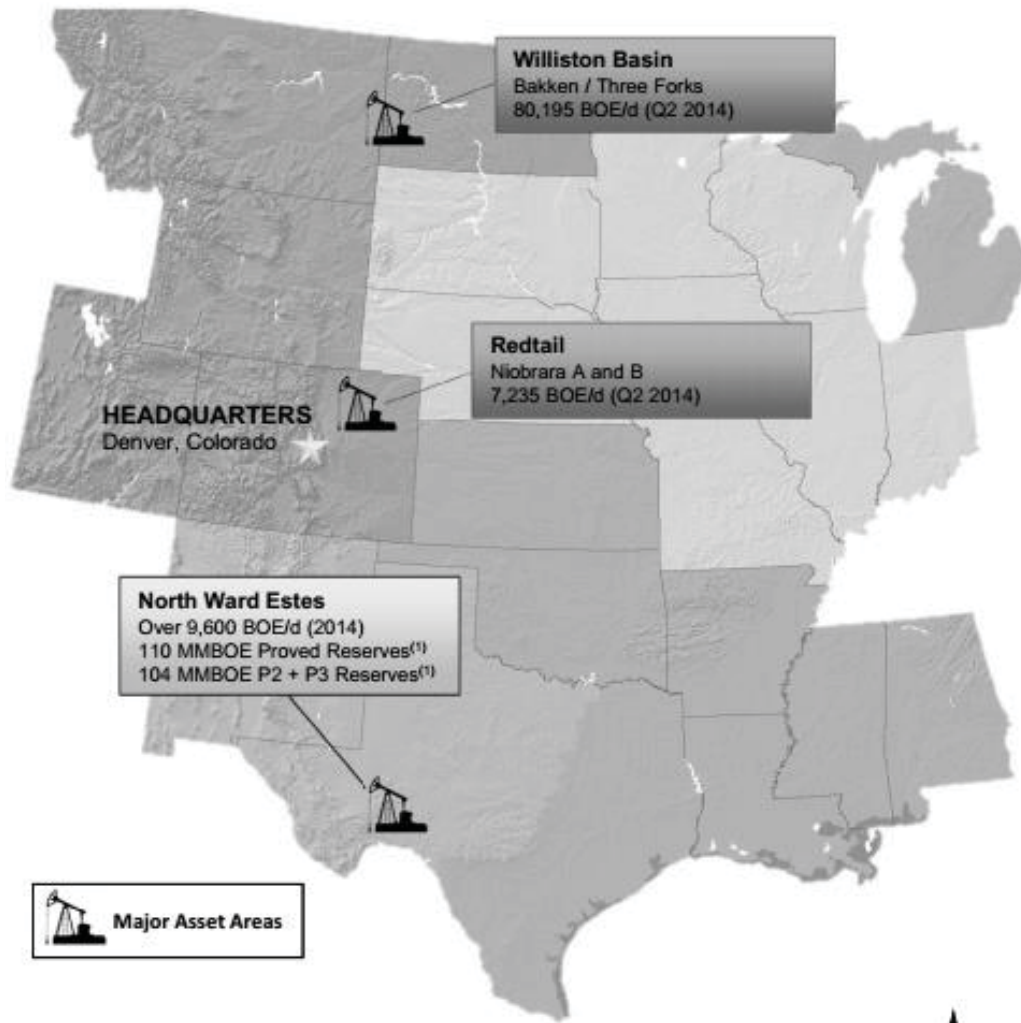 Williston Basin
Bakken / Three Forks
80,195 BOE/d (Q2 2014)
Redtail
Niobrara A and B
7,235 BOE/d (Q2 2014)
HEADQUARTERS
Denver, Colorado
North Ward Estes
Over 9,600 BOE/d (2014)
110 MMBOE Proved Reserves(1)
104 MMBOE P2 + P3 Reserves(1)
Major Asset Areas